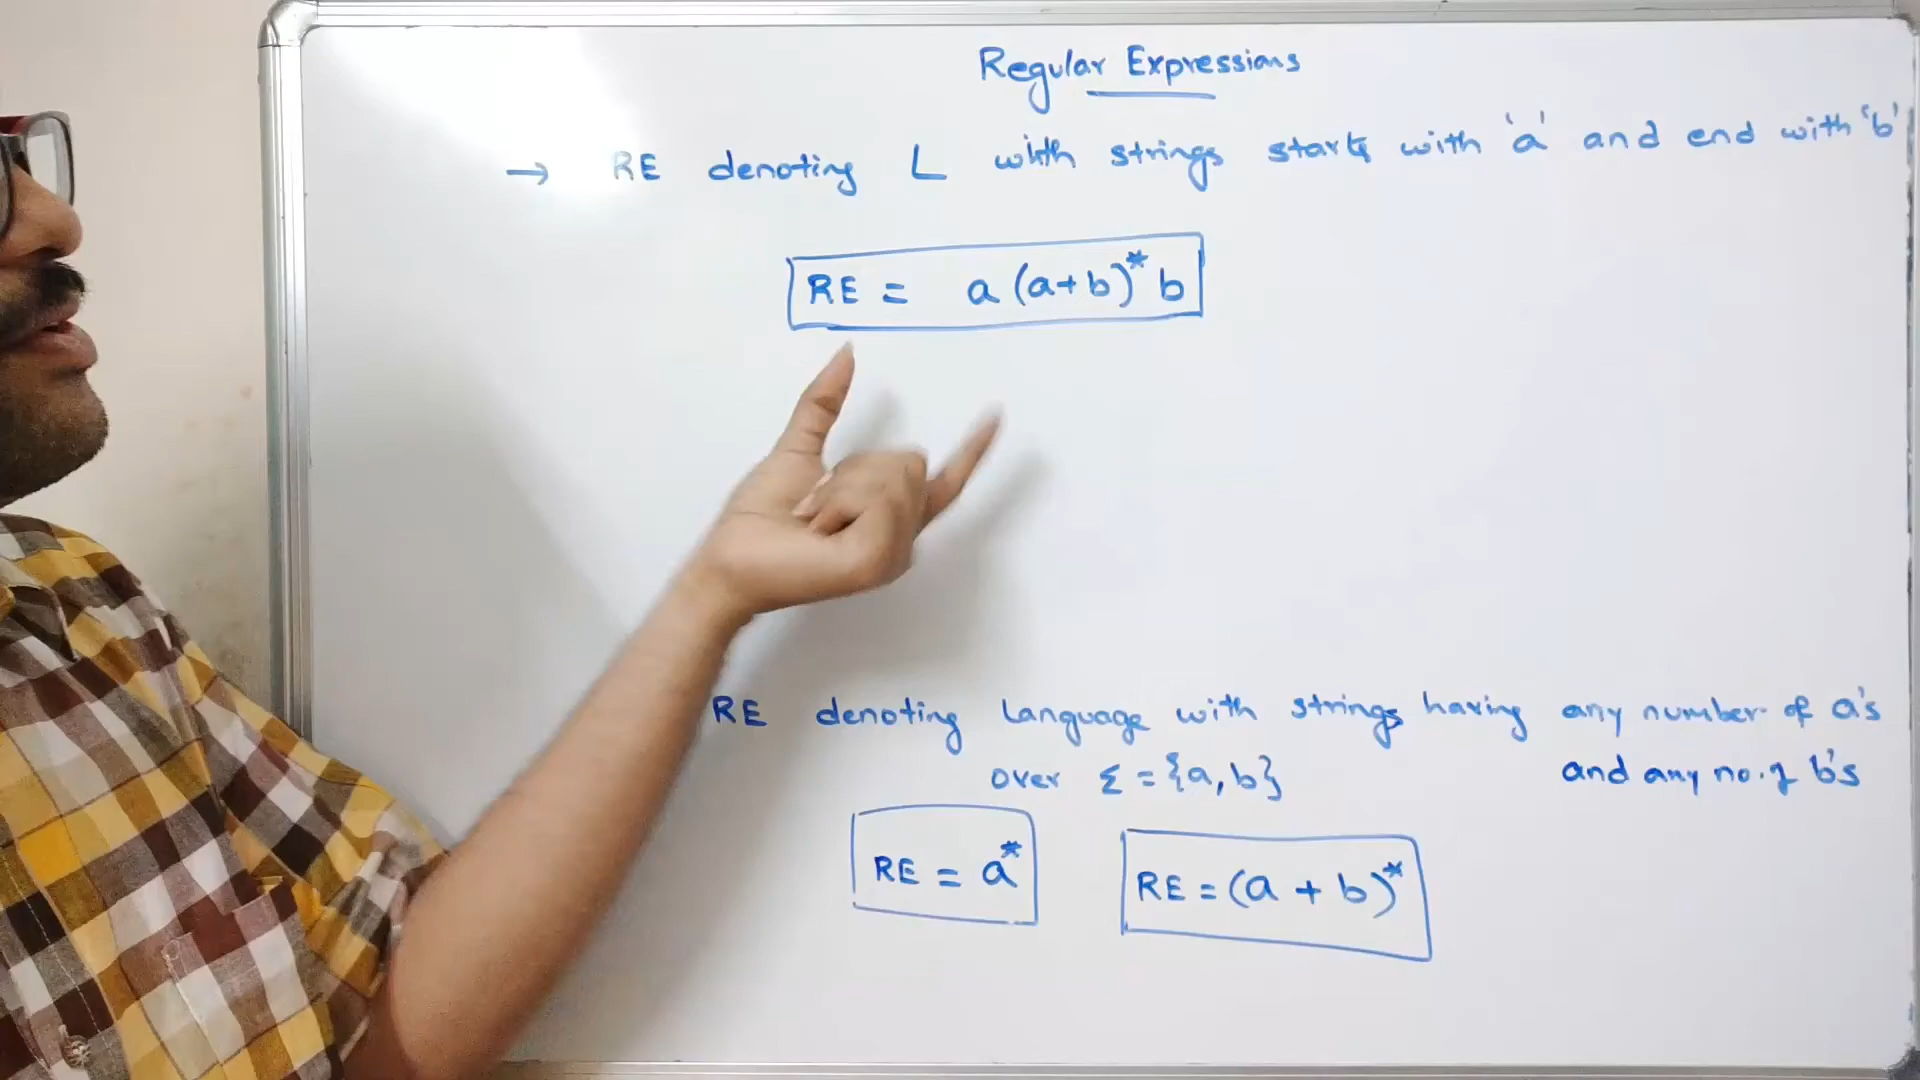 Regular Expressions
→ RE denoting L with strings starts with 'a' and end with 'b'
RE = a (a+b)* b
RE denoting Language with strings having any number of a's
over Σ = {a, b} and any no. of b's
RE = a*
RE = (a + b)*